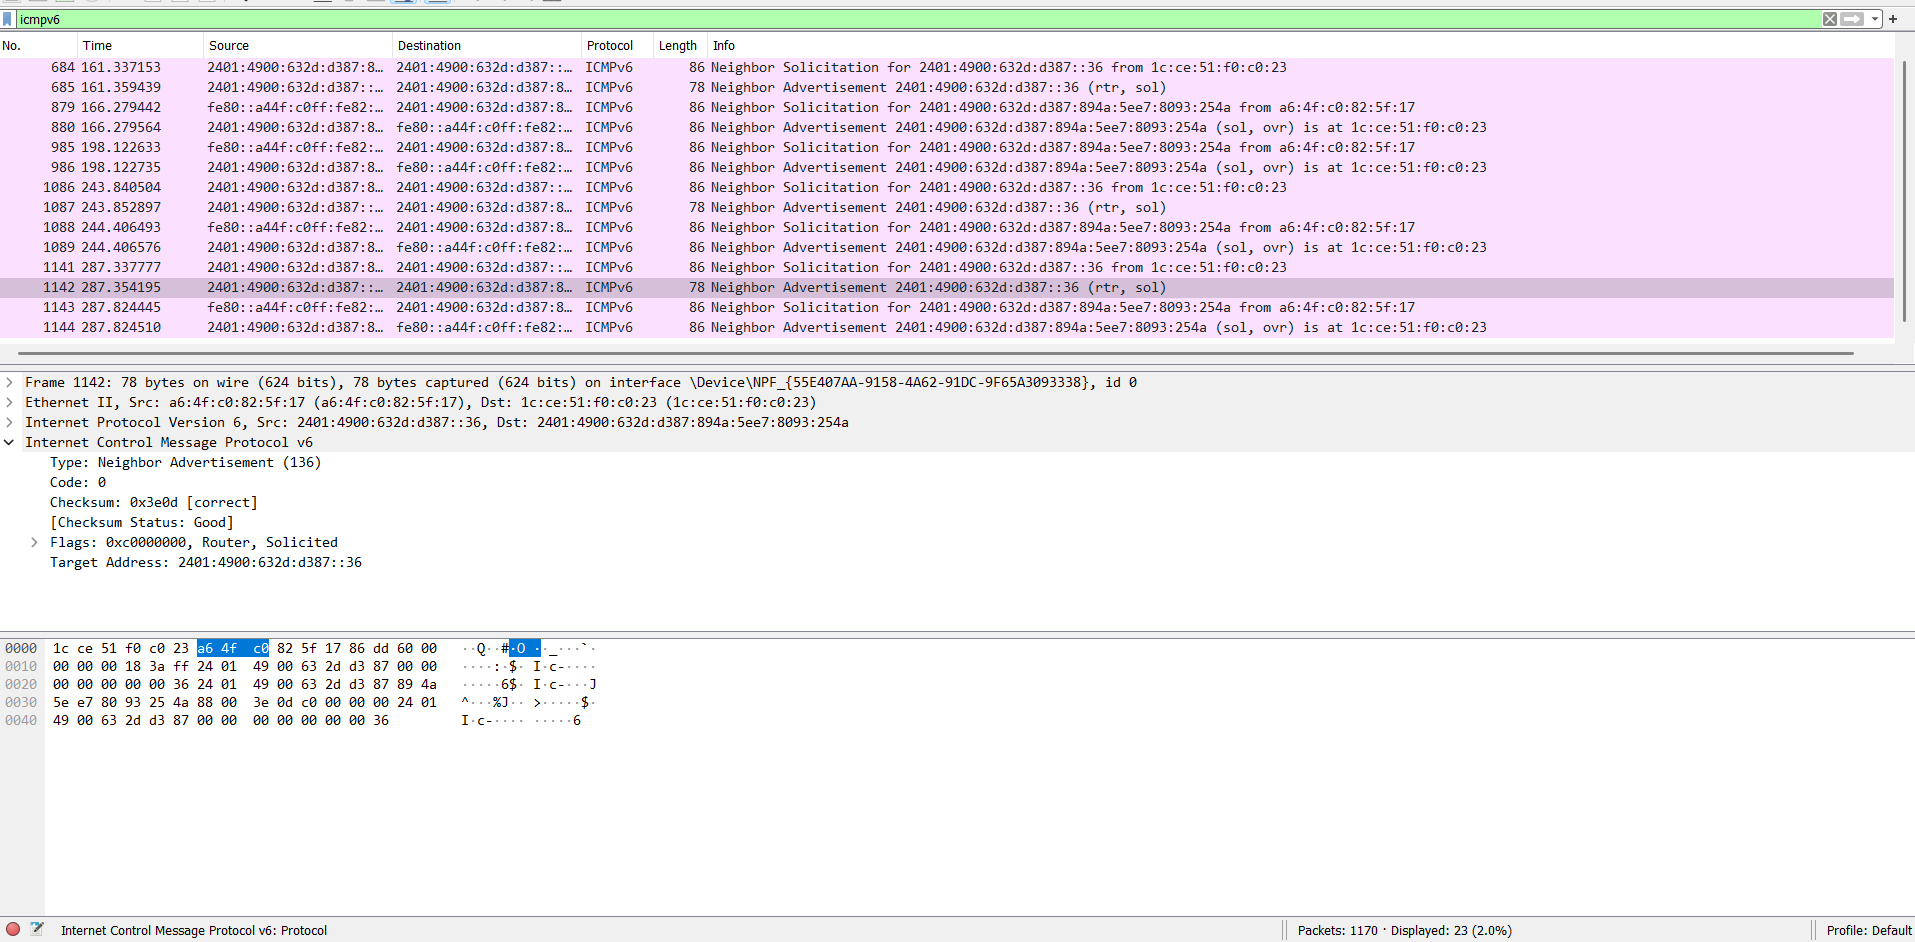 icmpv6
No. Time Source Destination Protocol Length Info
684 161.337153 2401:4900:632d:d387:8… 2401:4900:632d:d387::… ICMPv6 86 Neighbor Solicitation for 2401:4900:632d:d387::36 from 1c:ce:51:f0:c0:23
685 161.359439 2401:4900:632d:d387::… 2401:4900:632d:d387:8… ICMPv6 78 Neighbor Advertisement 2401:4900:632d:d387::36 (rtr, sol)
879 166.279442 fe80::a44f:c0ff:fe82:… 2401:4900:632d:d387:8… ICMPv6 86 Neighbor Solicitation for 2401:4900:632d:d387:894a:5ee7:8093:254a from a6:4f:c0:82:5f:17
880 166.279564 2401:4900:632d:d387:8… fe80::a44f:c0ff:fe82:… ICMPv6 86 Neighbor Advertisement 2401:4900:632d:d387:894a:5ee7:8093:254a (sol, ovr) is at 1c:ce:51:f0:c0:23
985 198.122633 fe80::a44f:c0ff:fe82:… 2401:4900:632d:d387:8… ICMPv6 86 Neighbor Solicitation for 2401:4900:632d:d387:894a:5ee7:8093:254a from a6:4f:c0:82:5f:17
986 198.122735 2401:4900:632d:d387:8… fe80::a44f:c0ff:fe82:… ICMPv6 86 Neighbor Advertisement 2401:4900:632d:d387:894a:5ee7:8093:254a (sol, ovr) is at 1c:ce:51:f0:c0:23
1086 243.840504 2401:4900:632d:d387:8… 2401:4900:632d:d387::… ICMPv6 86 Neighbor Solicitation for 2401:4900:632d:d387::36 from 1c:ce:51:f0:c0:23
1087 243.852897 2401:4900:632d:d387::… 2401:4900:632d:d387:8… ICMPv6 78 Neighbor Advertisement 2401:4900:632d:d387::36 (rtr, sol)
1088 244.406493 fe80::a44f:c0ff:fe82:… 2401:4900:632d:d387:8… ICMPv6 86 Neighbor Solicitation for 2401:4900:632d:d387:894a:5ee7:8093:254a from a6:4f:c0:82:5f:17
1089 244.406576 2401:4900:632d:d387:8… fe80::a44f:c0ff:fe82:… ICMPv6 86 Neighbor Advertisement 2401:4900:632d:d387:894a:5ee7:8093:254a (sol, ovr) is at 1c:ce:51:f0:c0:23
1141 287.337777 2401:4900:632d:d387:8… 2401:4900:632d:d387::… ICMPv6 86 Neighbor Solicitation for 2401:4900:632d:d387::36 from 1c:ce:51:f0:c0:23
1142 287.354195 2401:4900:632d:d387::… 2401:4900:632d:d387:8… ICMPv6 78 Neighbor Advertisement 2401:4900:632d:d387::36 (rtr, sol)
1143 287.824445 fe80::a44f:c0ff:fe82:… 2401:4900:632d:d387:8… ICMPv6 86 Neighbor Solicitation for 2401:4900:632d:d387:894a:5ee7:8093:254a from a6:4f:c0:82:5f:17
1144 287.824510 2401:4900:632d:d387:8… fe80::a44f:c0ff:fe82:… ICMPv6 86 Neighbor Advertisement 2401:4900:632d:d387:894a:5ee7:8093:254a (sol, ovr) is at 1c:ce:51:f0:c0:23
Frame 1142: 78 bytes on wire (624 bits), 78 bytes captured (624 bits) on interface \Device\NPF_{55E407AA-9158-4A62-91DC-9F65A3093338}, id 0
Ethernet II, Src: a6:4f:c0:82:5f:17 (a6:4f:c0:82:5f:17), Dst: 1c:ce:51:f0:c0:23 (1c:ce:51:f0:c0:23)
Internet Protocol Version 6, Src: 2401:4900:632d:d387::36, Dst: 2401:4900:632d:d387:894a:5ee7:8093:254a
Internet Control Message Protocol v6
Type: Neighbor Advertisement (136)
Code: 0
Checksum: 0x3e0d [correct]
[Checksum Status: Good]
Flags: 0xc0000000, Router, Solicited
Target Address: 2401:4900:632d:d387::36
0000 1c ce 51 f0 c0 23 a6 4f c0 82 5f 17 86 dd 60 00 ··Q··#·O ··_···`·
0010 00 00 00 18 3a ff 24 01 49 00 63 2d d3 87 00 00 ····:·$· I·c-····
0020 00 00 00 00 00 36 24 01 49 00 63 2d d3 87 89 4a ·····6$· I·c-···J
0030 5e e7 80 93 25 4a 88 00 3e 0d c0 00 00 00 24 01 ^···%J·· >·····$·
0040 49 00 63 2d d3 87 00 00 00 00 00 00 00 36 I·c-···· ·····6
Internet Control Message Protocol v6: Protocol
Packets: 1170 · Displayed: 23 (2.0%)
Profile: Default